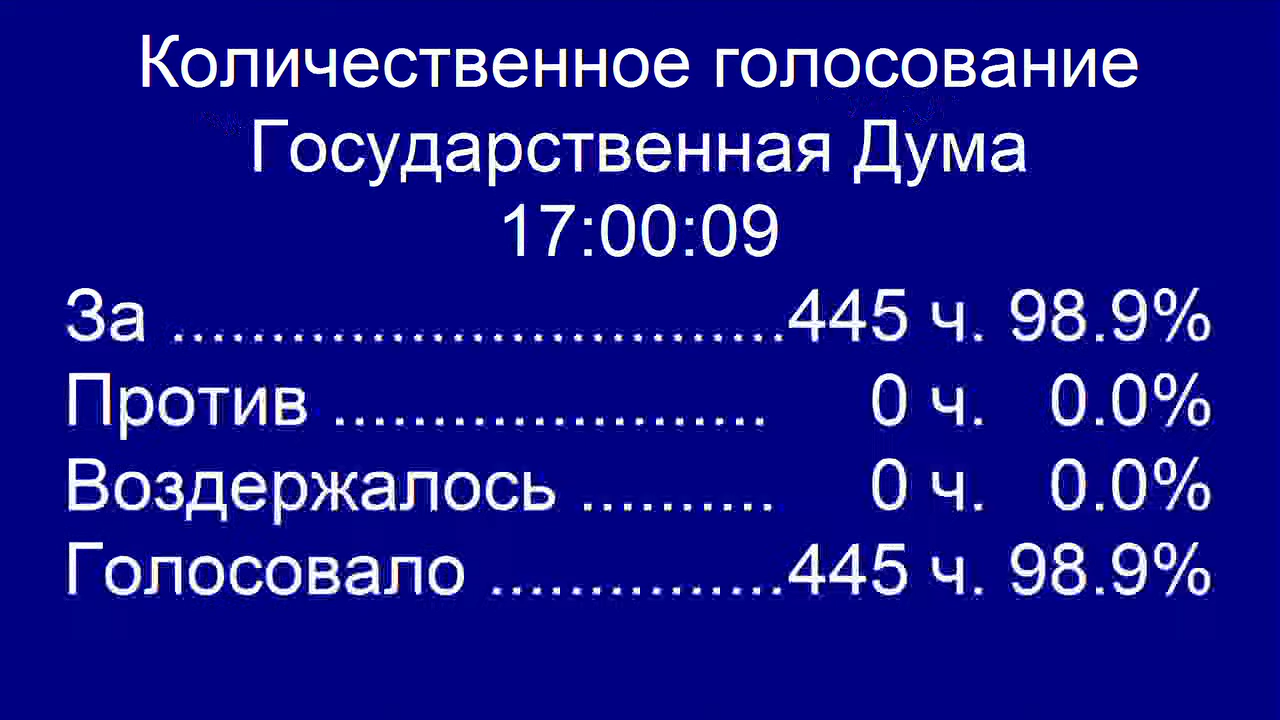 Количественное голосование
Государственная Дума
17:00:09
За ...............................445 ч. 98.9%
Против ...................... 0 ч. 0.0%
Воздержалось .......... 0 ч. 0.0%
Голосовало ...............445 ч. 98.9%